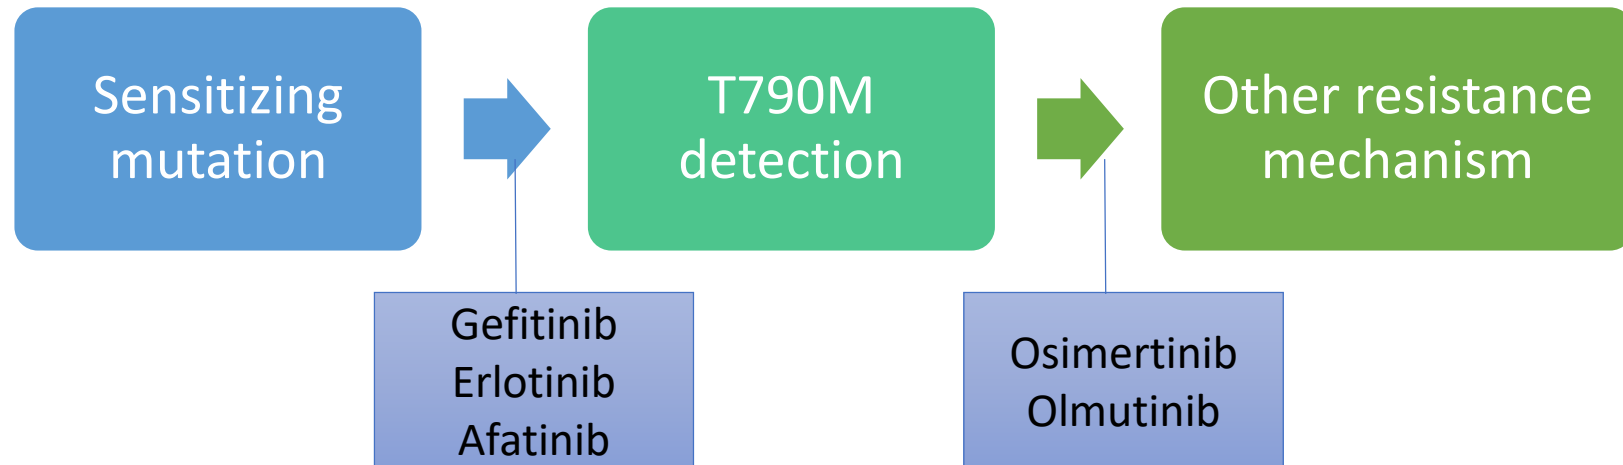 Sensitizing
mutation
T790M
detection
Other resistance
mechanism
Gefitinib
Erlotinib
Afatinib
Osimertinib
Olmutinib